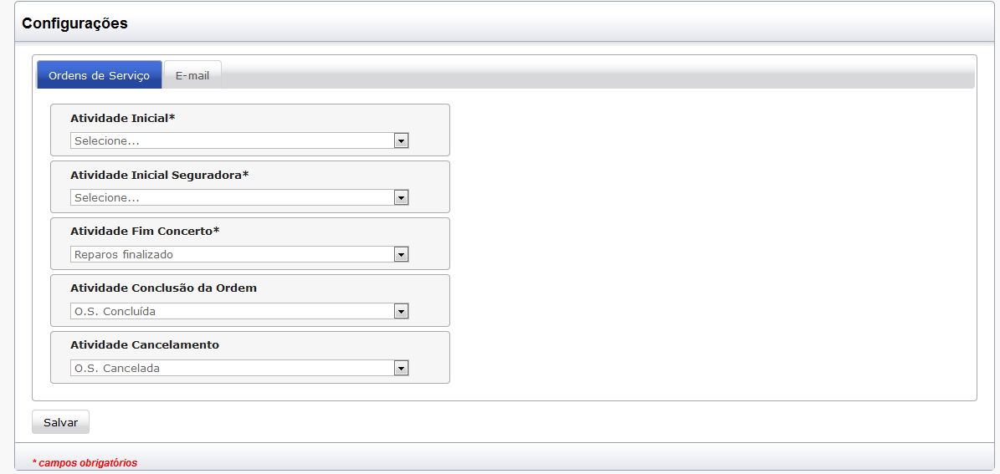 Configurações
Ordens de Serviço E-mail
Atividade Inicial*
Selecione...
Atividade Inicial Seguradora*
Selecione...
Atividade Fim Concerto*
Reparos finalizado
Atividade Conclusão da Ordem
O.S. Concluída
Atividade Cancelamento
O.S. Cancelada
Salvar
* campos obrigatórios